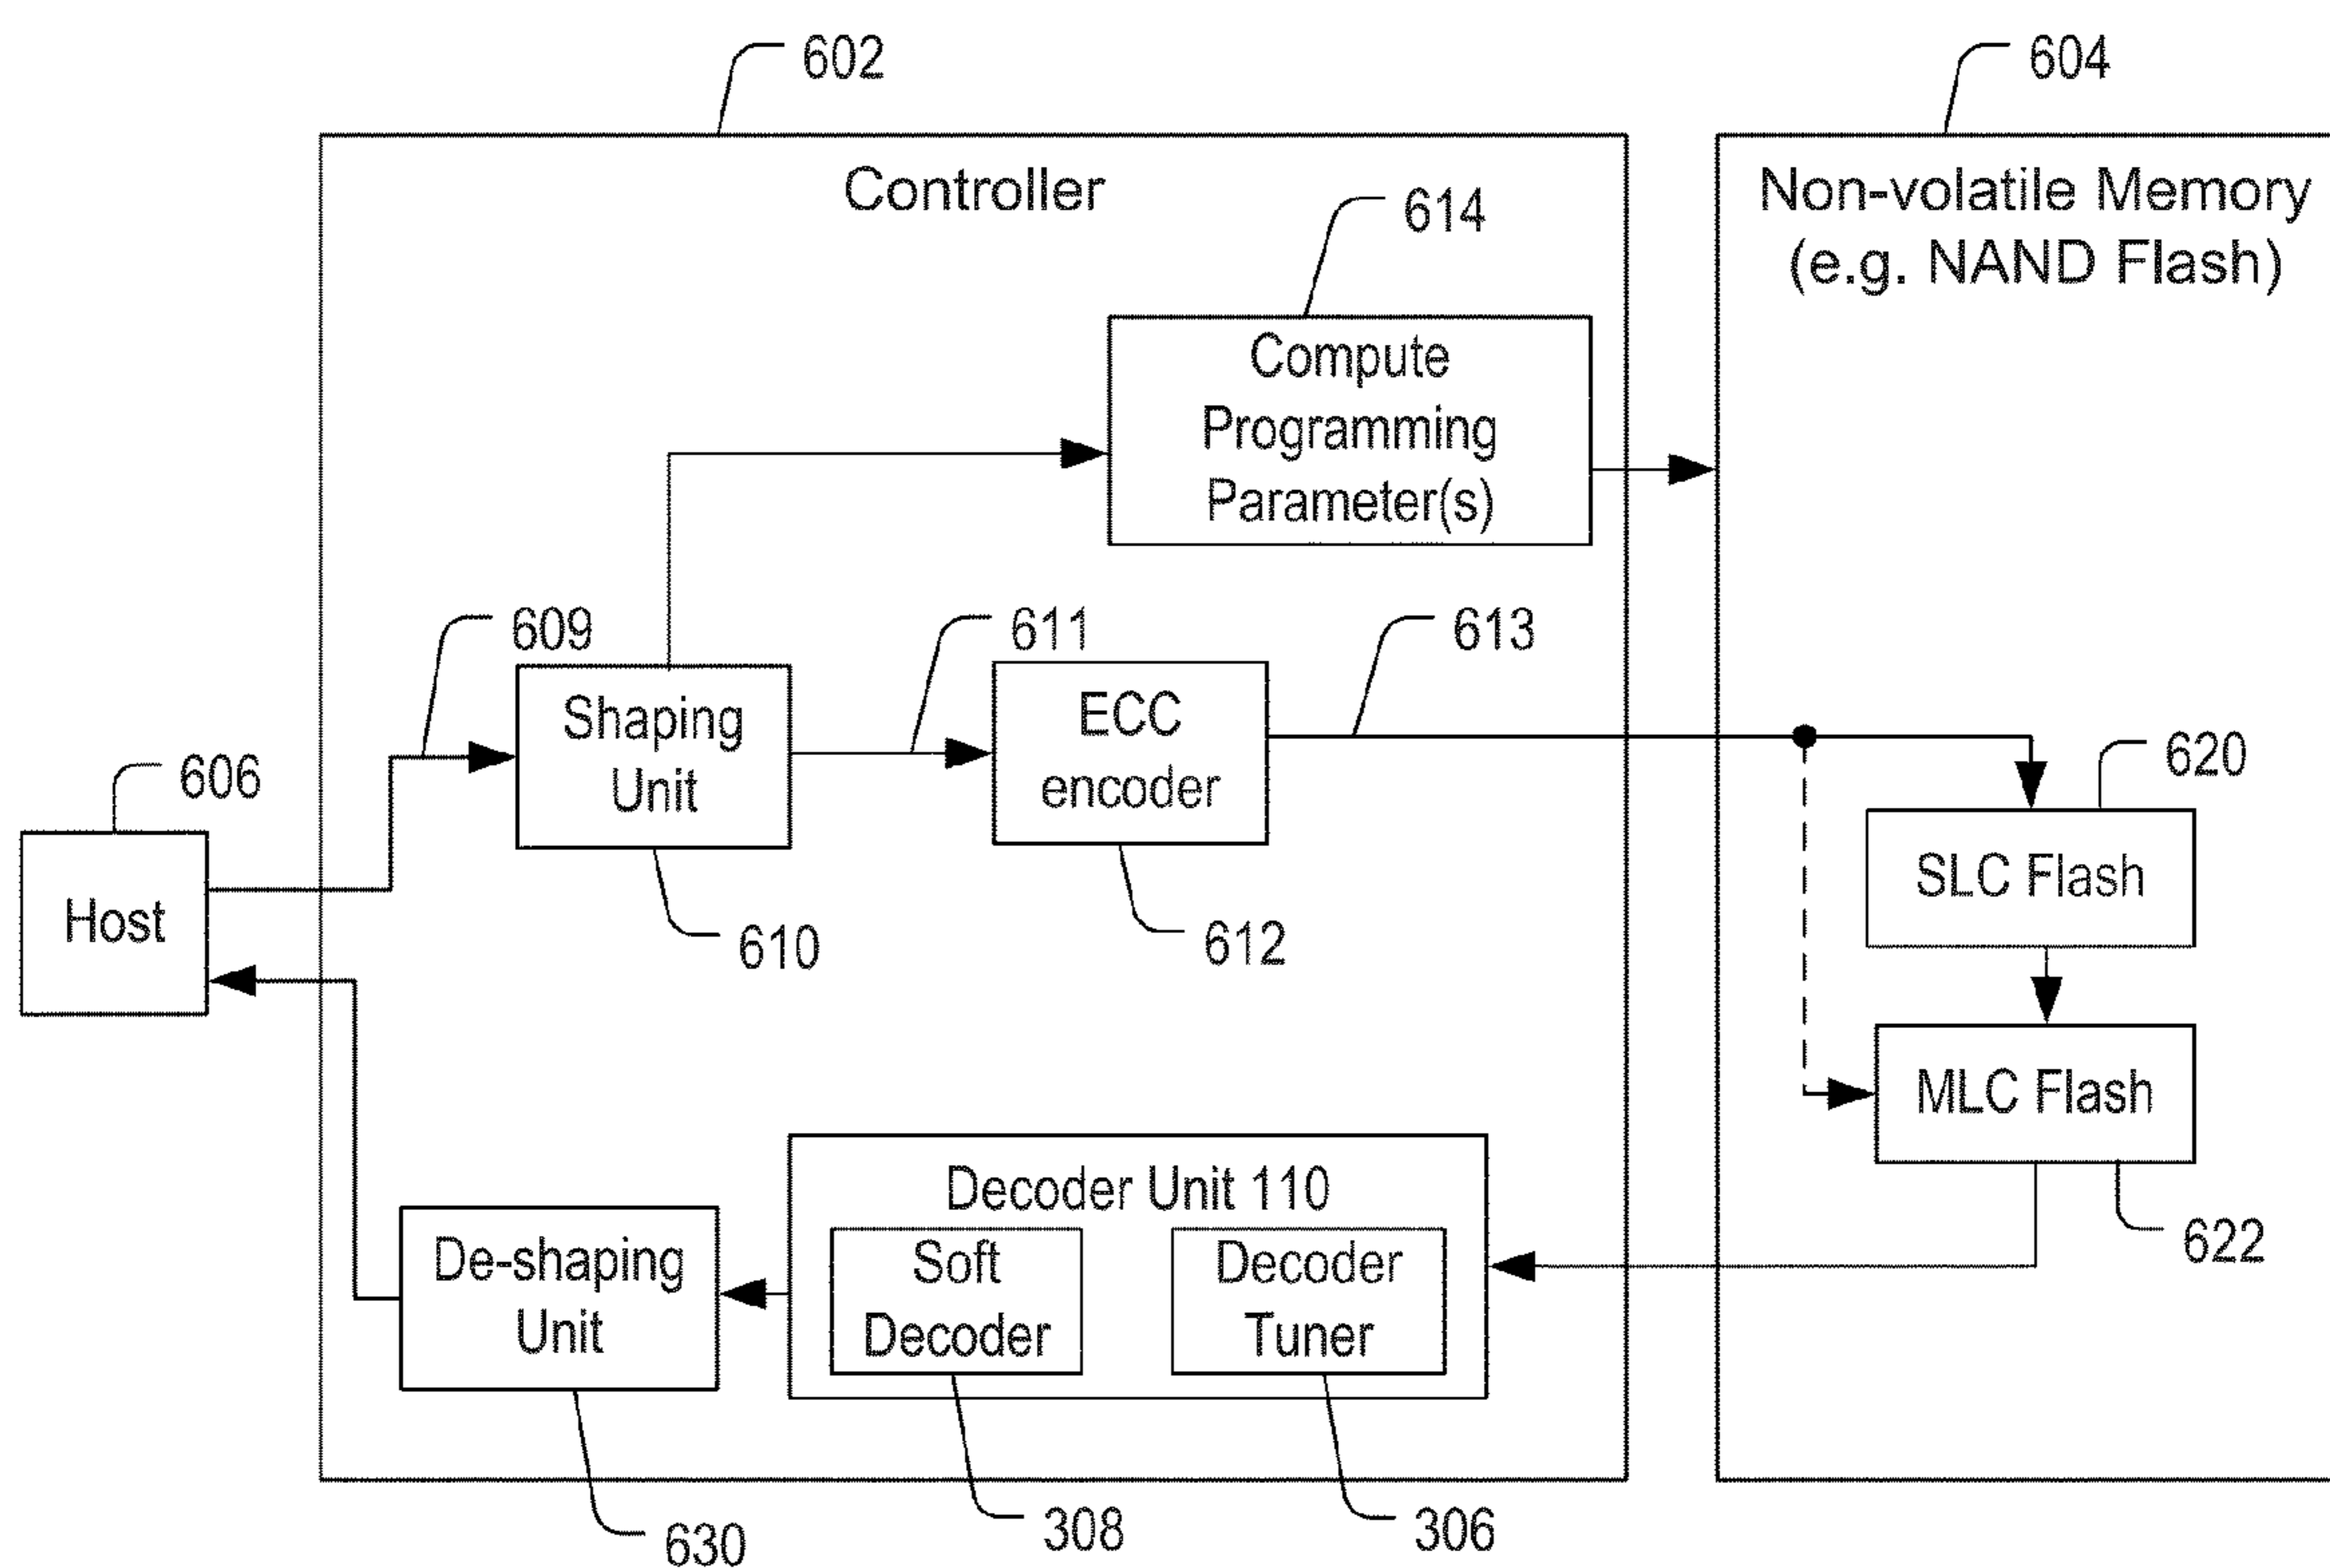 602
604
Controller
Non-volatile Memory
(e.g. NAND Flash)
614
Compute
Programming
Parameter(s)
609
611
613
Shaping
Unit
ECC
encoder
606
620
Host
610
612
SLC Flash
MLC Flash
Decoder Unit 110
622
De-shaping
Unit
Soft
Decoder
Decoder
Tuner
630
308
306